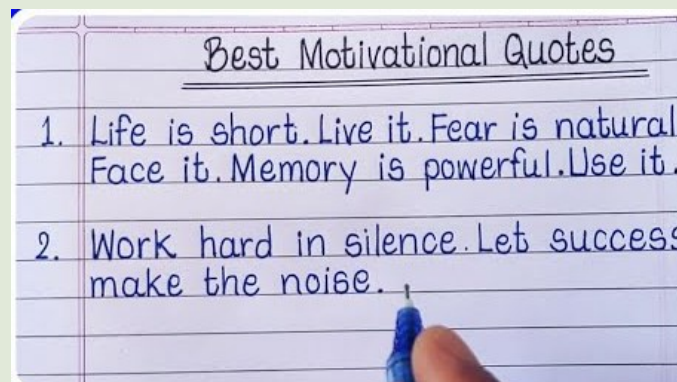 Best Motivational Quotes
1. Life is short. Live it. Fear is natural
Face it. Memory is powerful. Use it.
2. Work hard in silence. Let success
make the noise.